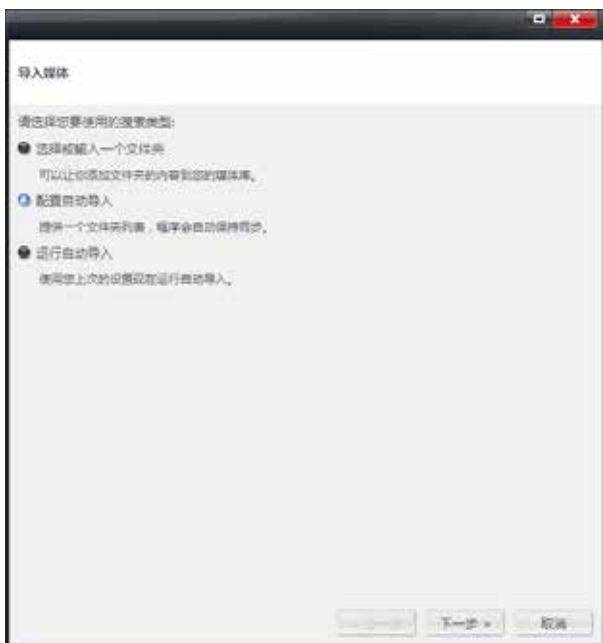 导入媒体
请选择您要使用的搜索类型:
选择或输入一个文件夹
可以让你添加文件夹的内容到您的媒体库。
配置自动导入
提供一个文件夹列表，程序会自动保持同步。
运行自动导入
使用您上次的设置现在运行自动导入。
下一步 »
取消